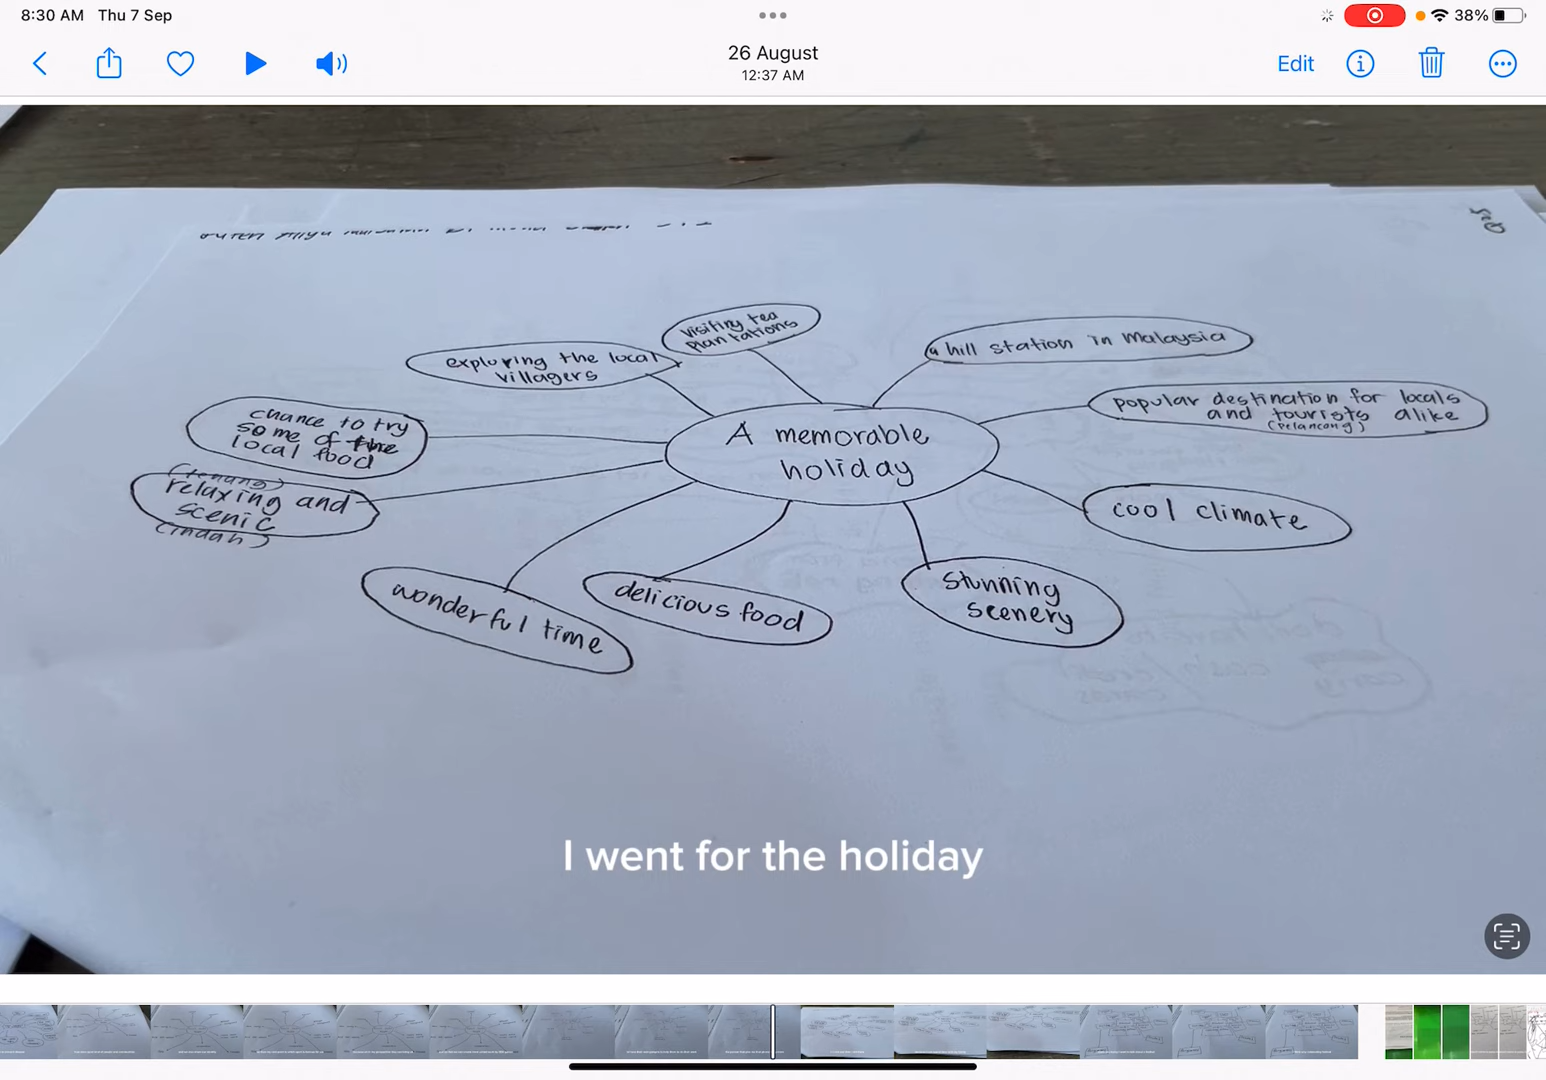 8:30 AM Thu 7 Sep
38%
26 August
12:37 AM
Edit
visiting tea
plantations
exploring the local
villagers
a hill station in Malaysia
popular destination for locals
and tourists alike
(pelancong)
chance to try
some of the
local food
A memorable
holiday
(tenang)
relaxing and
scenic
(indah)
cool climate
wonderful time
delicious food
stunning
scenery
I went for the holiday